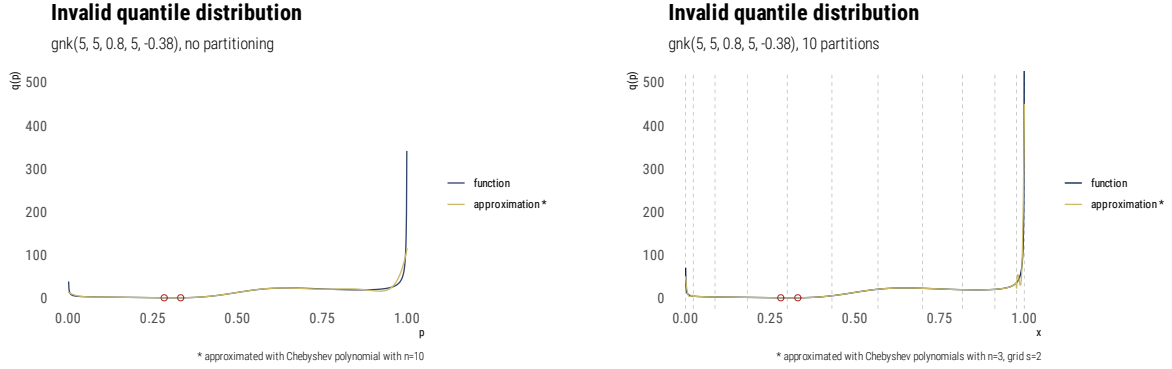 Invalid quantile distribution
gnk(5, 5, 0.8, 5, -0.38), no partitioning
q(p)
500
400
300
200
100
0
0.00
0.25
0.50
0.75
1.00
p
function
approximation *
* approximated with Chebyshev polynomial with n=10
Invalid quantile distribution
gnk(5, 5, 0.8, 5, -0.38), 10 partitions
q(p)
500
400
300
200
100
0
0.00
0.25
0.50
0.75
1.00
x
function
approximation *
* approximated with Chebyshev polynomials with n=3, grid s=2